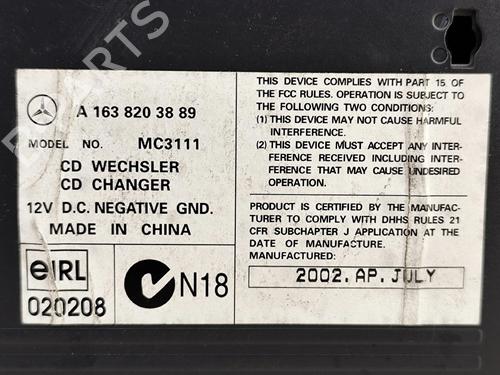 PARTS
A 163 820 38 89
MODEL NO. MC3111
CD WECHSLER
CD CHANGER
12V D.C. NEGATIVE GND.
MADE IN CHINA
eIRL
020208
N18
THIS DEVICE COMPLIES WITH PART 15 OF
THE FCC RULES. OPERATION IS SUBJECT TO
THE FOLLOWING TWO CONDITIONS:
(1) THIS DEVICE MAY NOT CAUSE HARMFUL
INTERFERENCE.
(2) THIS DEVICE MUST ACCEPT ANY INTER-
FERENCE RECEIVED INCLUDING INTER-
FERENCE THAT MAY CAUSE UNDESIRED
OPERATION.
PRODUCT IS CERTIFIED BY THE MANUFAC-
TURER TO COMPLY WITH DHHS RULES 21
CFR SUBCHAPTER J APPLICATION AT THE
DATE OF MANUFACTURE.
MANUFACTURED:
2002. AP. JULY